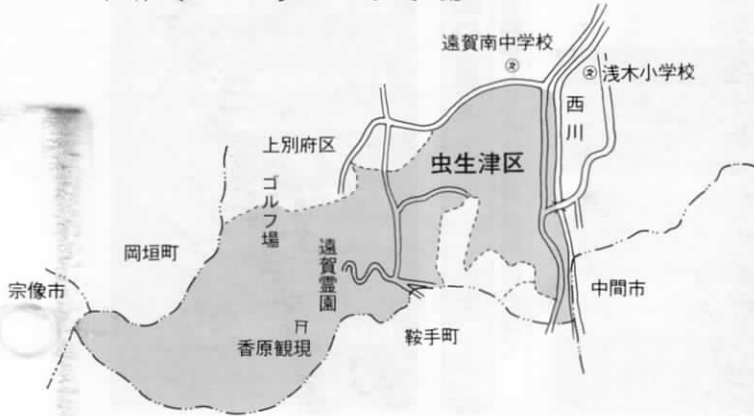 遠賀南中学校
浅木小学校
西川
上別府区
虫生津区
ゴルフ場
岡垣町
遠賀霊園
宗像市
中間市
香原観現
鞍手町